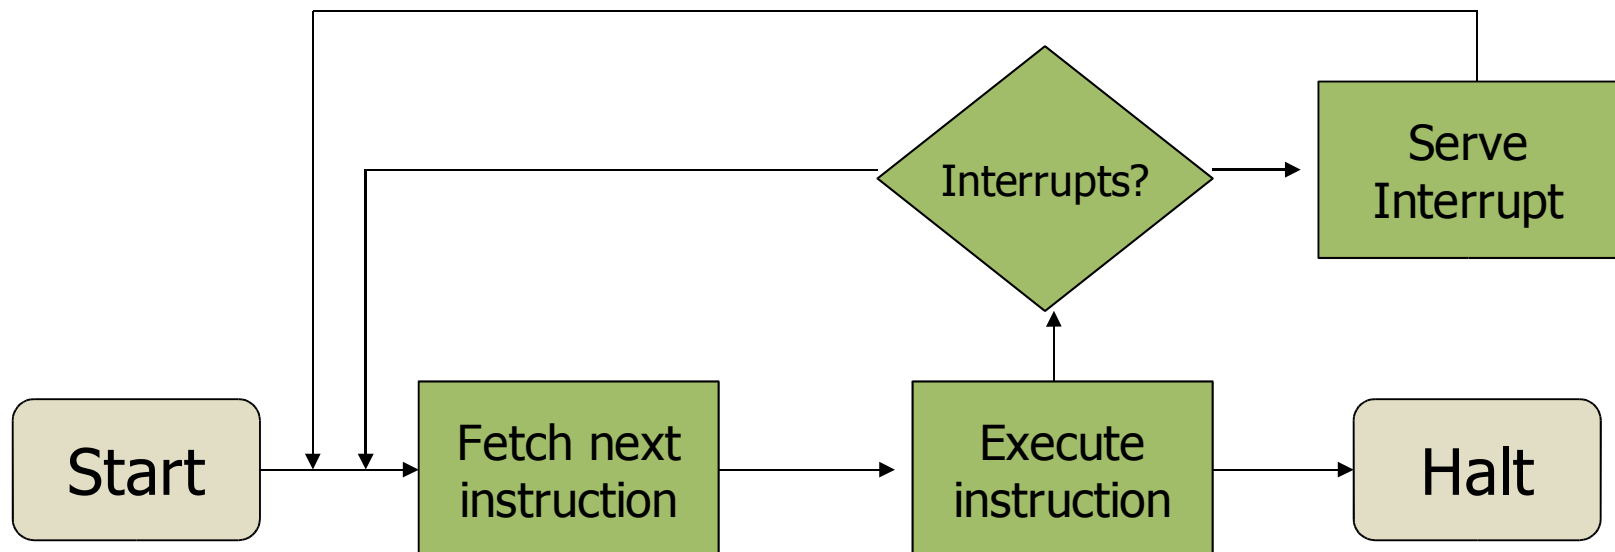 Interrupts?
Serve
Interrupt
Start
Fetch next
instruction
Execute
instruction
Halt